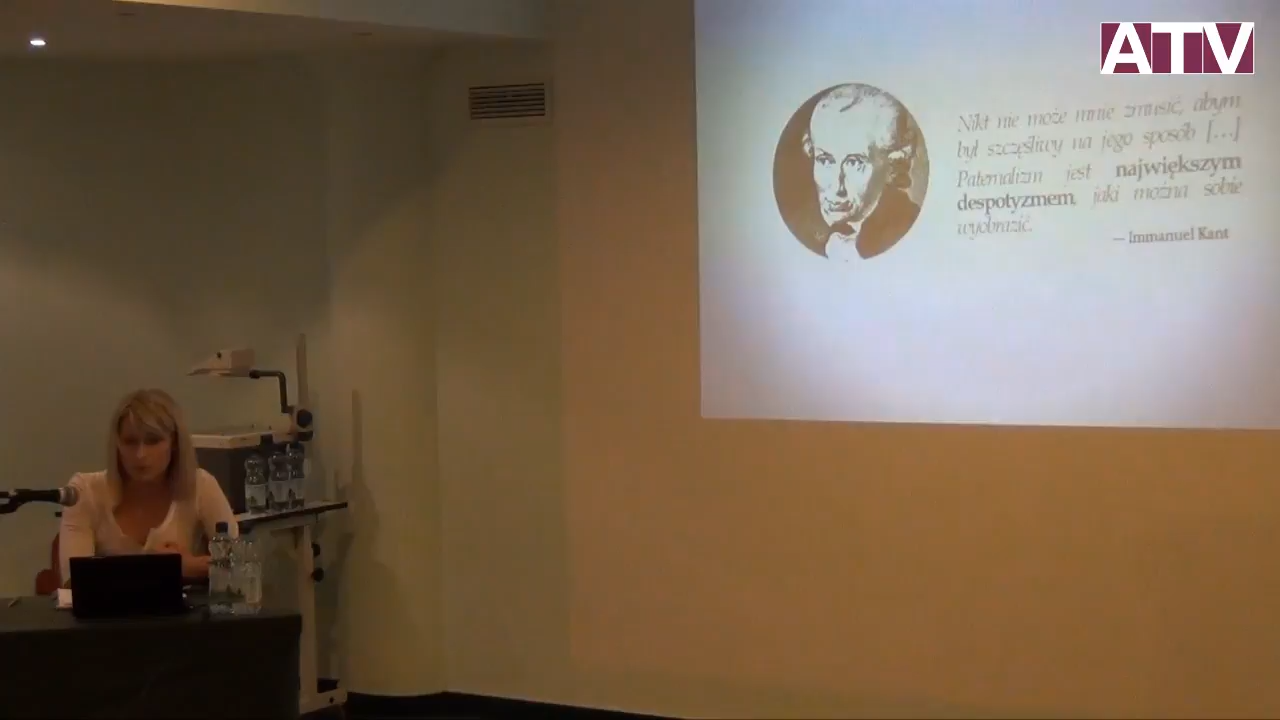 ATV
Nikt nie może mnie zmusić, abym
był szczęśliwy na jego sposób [...]
Paternalizm jest największym
despotyzmem, jaki można sobie
wyobrazić.
— Immanuel Kant